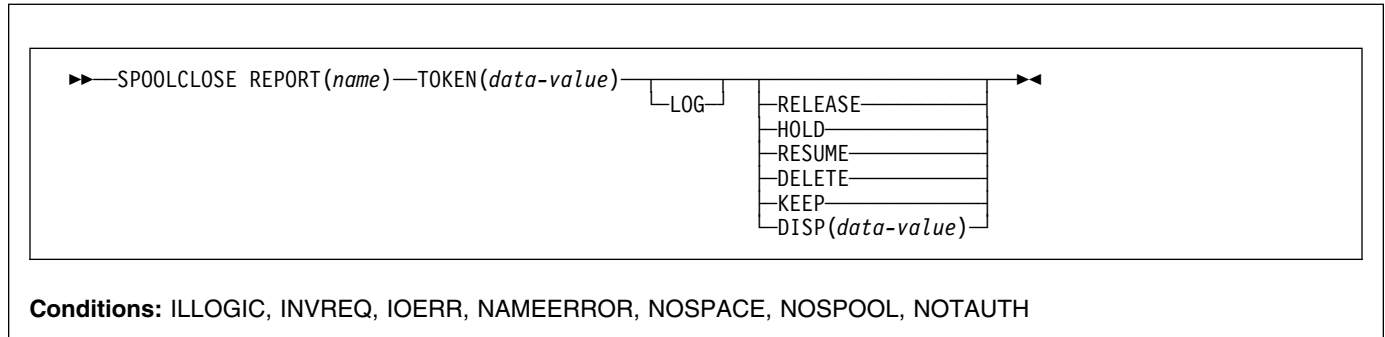 ►►──SPOOLCLOSE REPORT(name)──TOKEN(data-value)──┬─────┬──┬──────────────────┬──►◄
LOG
RELEASE
HOLD
RESUME
DELETE
KEEP
DISP(data-value)
Conditions: ILLOGIC, INVREQ, IOERR, NAMEERROR, NOSPACE, NOSPOOL, NOTAUTH